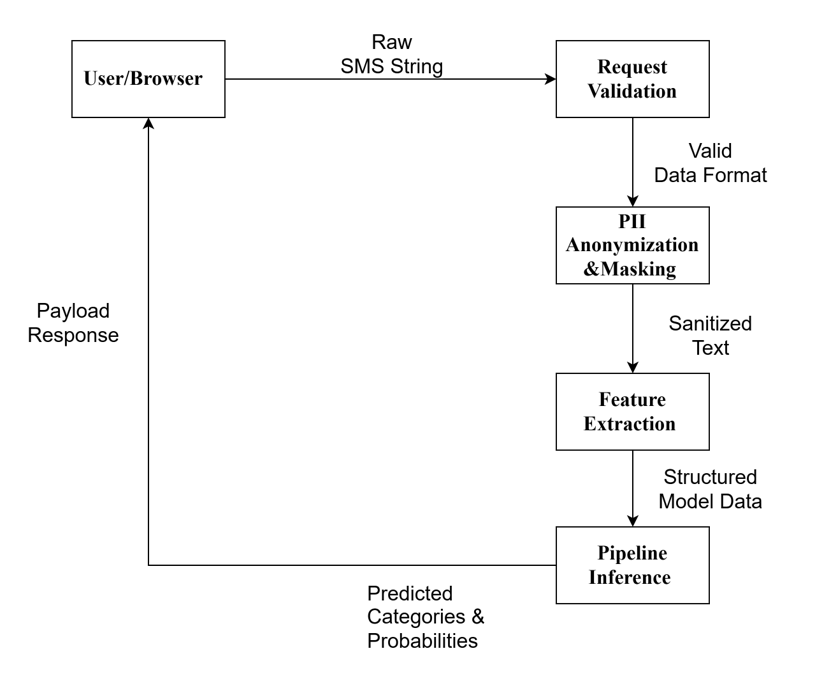 User/Browser
Raw
SMS String
Request
Validation
Valid
Data Format
PII
Anonymization
&Masking
Sanitized
Text
Feature
Extraction
Structured
Model Data
Pipeline
Inference
Predicted
Categories &
Probabilities
Payload
Response